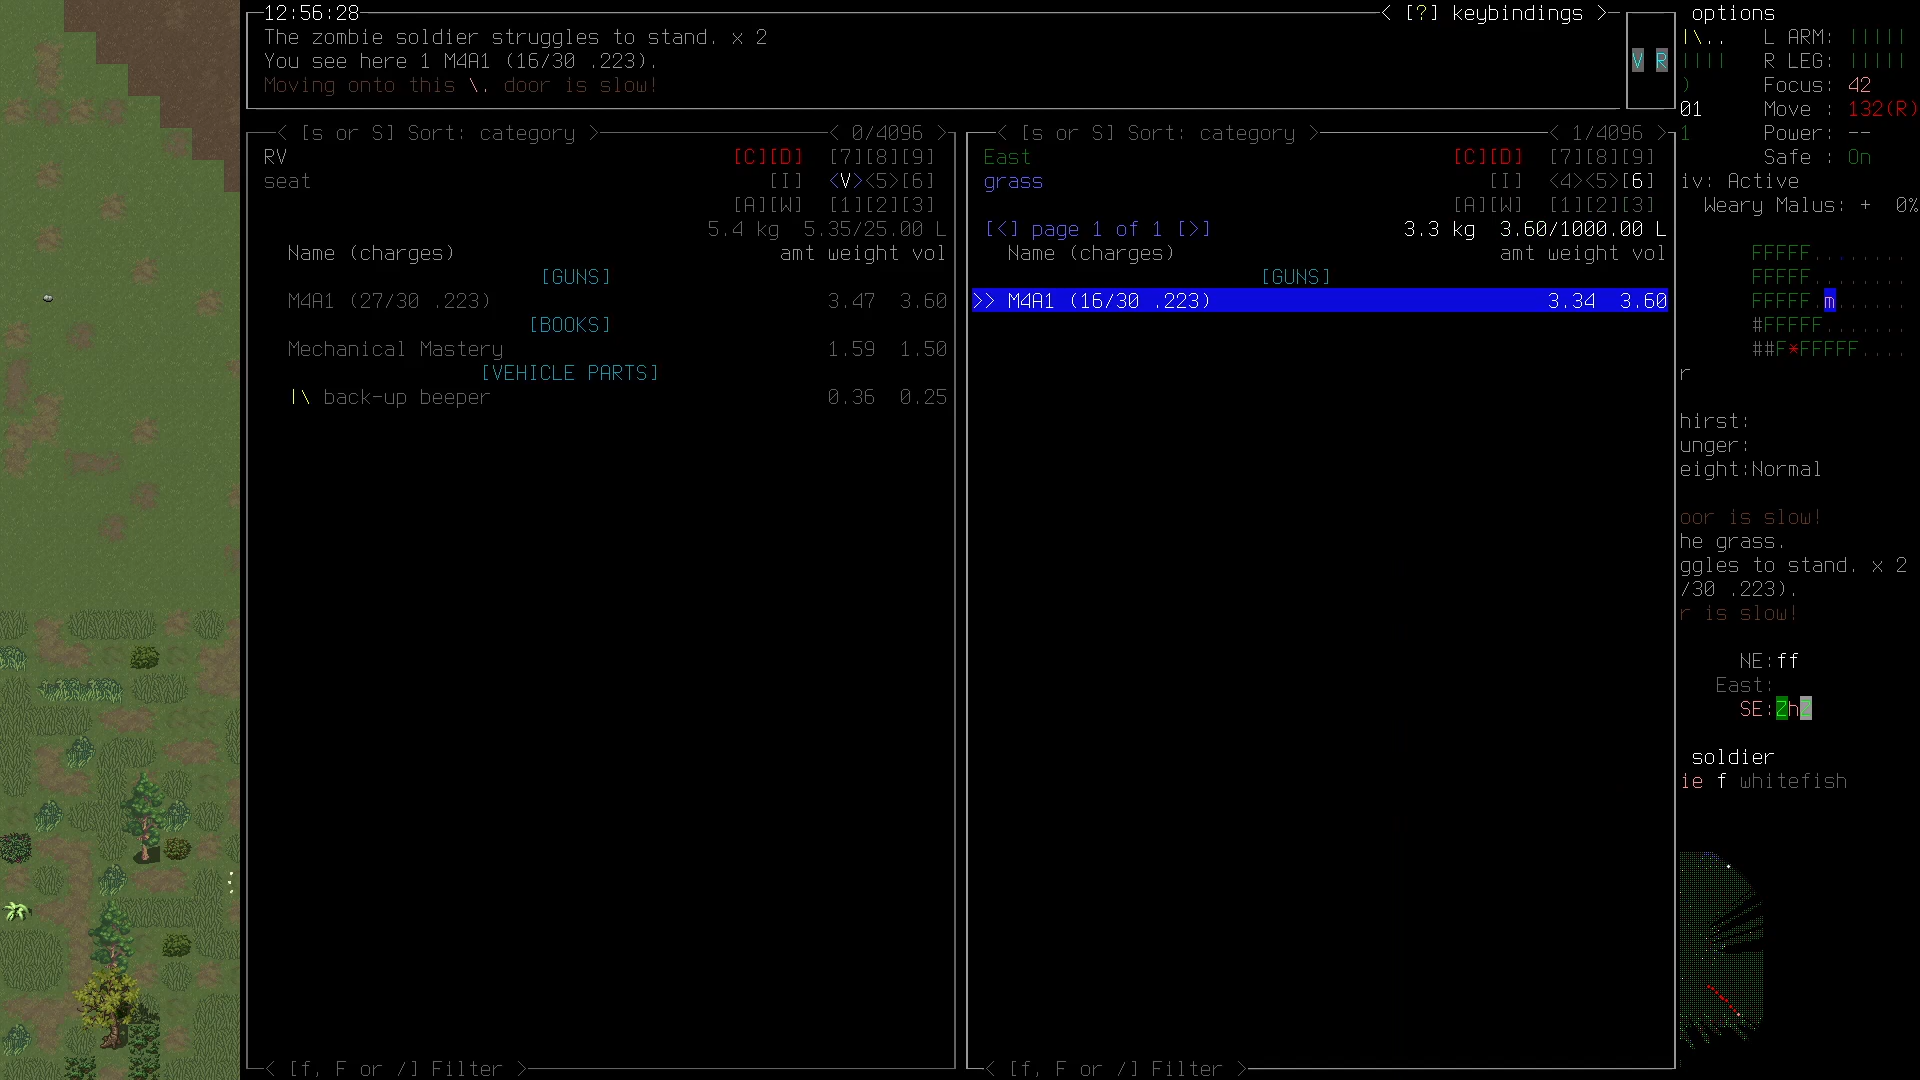 12:56:28
< [?] keybindings >
The zombie soldier struggles to stand. x 2
You see here 1 M4A1 (16/30 .223).
Moving onto this \. door is slow!
V R
< [s or S] Sort: category >
< 0/4096 >
RV [C][D] [7][8][9]
seat [I] <V><5>[6]
[A][W] [1][2][3]
5.4 kg 5.35/25.00 L
Name (charges) amt weight vol
[GUNS]
M4A1 (27/30 .223) 3.47 3.60
[BOOKS]
Mechanical Mastery 1.59 1.50
[VEHICLE PARTS]
|\ back-up beeper 0.36 0.25
< [f, F or /] Filter >
< [s or S] Sort: category >
< 1/4096 >
East [C][D] [7][8][9]
grass [I] <4><5>[6]
[A][W] [1][2][3]
[<] page 1 of 1 [>] 3.3 kg 3.60/1000.00 L
Name (charges) amt weight vol
[GUNS]
>> M4A1 (16/30 .223) 3.34 3.60
< [f, F or /] Filter >
options
|\.. L ARM: |||||
|||| R LEG: |||||
) Focus: 42
01 Move : 132(R)
1 Power: --
Safe : On
iv: Active
Weary Malus: + 0%
FFFFF........
FFFFF........
FFFFF.m......
#FFFFF.......
##F*FFFFF....
r
hirst:
unger:
eight:Normal
oor is slow!
he grass.
ggles to stand. x 2
/30 .223).
r is slow!
NE:ff
East:
SE:ZhZ
soldier
ie f whitefish